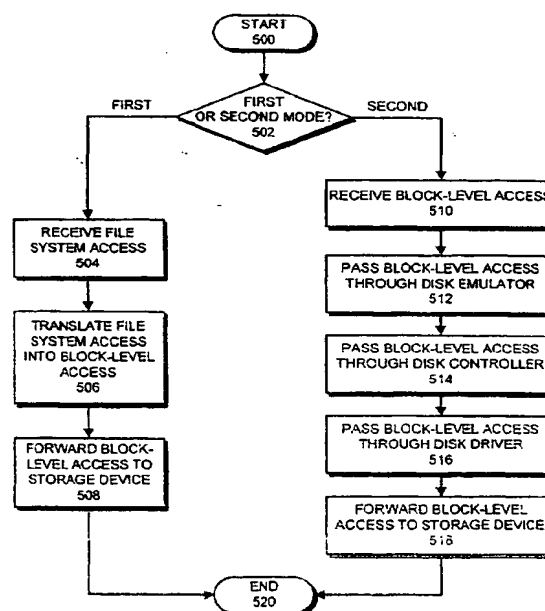 START
500
FIRST
OR SECOND MODE?
502
FIRST
SECOND
RECEIVE FILE
SYSTEM ACCESS
504
TRANSLATE FILE
SYSTEM ACCESS
INTO BLOCK-LEVEL
ACCESS
506
FORWARD BLOCK-
LEVEL ACCESS TO
STORAGE DEVICE
508
RECEIVE BLOCK-LEVEL ACCESS
510
PASS BLOCK-LEVEL ACCESS
THROUGH DISK EMULATOR
512
PASS BLOCK-LEVEL ACCESS
THROUGH DISK CONTROLLER
514
PASS BLOCK-LEVEL ACCESS
THROUGH DISK DRIVER
516
FORWARD BLOCK-LEVEL
ACCESS TO STORAGE DEVICE
518
END
520